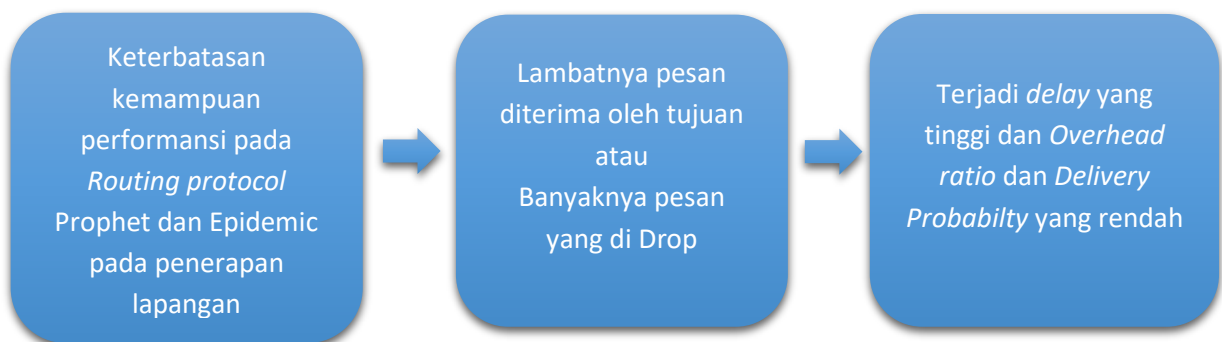 Keterbatasan
kemampuan
performansi pada
Routing protocol
Prophet dan Epidemic
pada penerapan
lapangan
Lambatnya pesan
diterima oleh tujuan
atau
Banyaknya pesan
yang di Drop
Terjadi delay yang
tinggi dan Overhead
ratio dan Delivery
Probabilty yang rendah